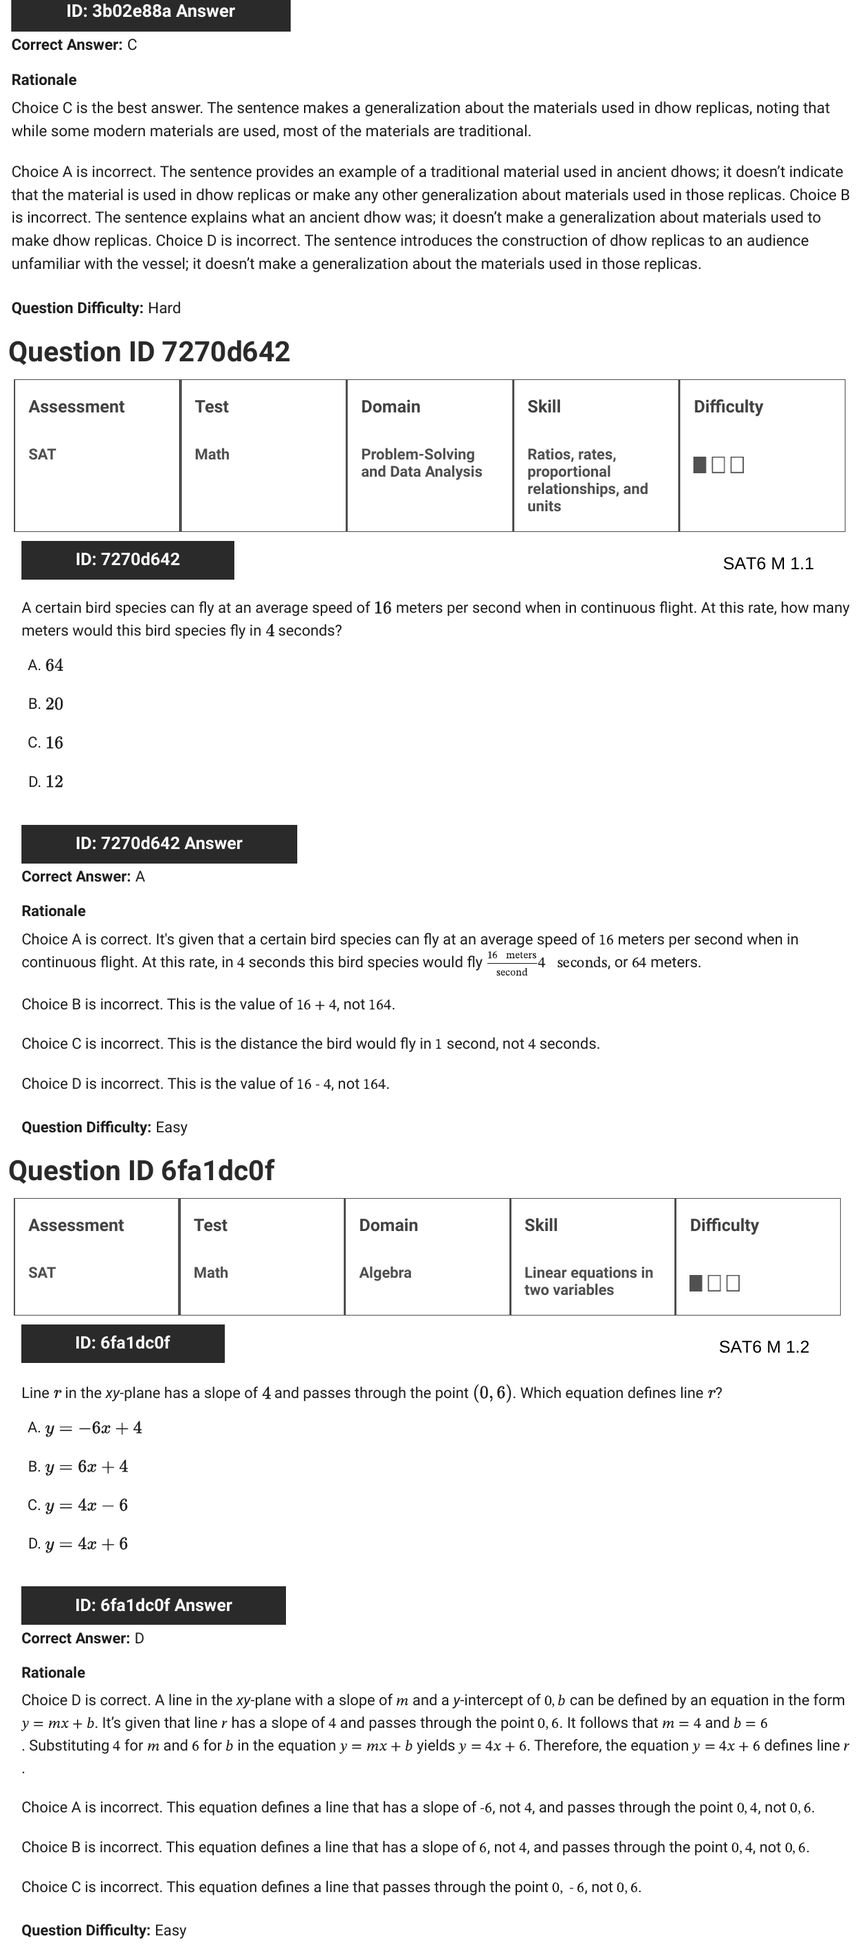 ID: 3b02e88a Answer
Correct Answer: C
Rationale
Choice C is the best answer. The sentence makes a generalization about the materials used in dhow replicas, noting that
while some modern materials are used, most of the materials are traditional.
Choice A is incorrect. The sentence provides an example of a traditional material used in ancient dhows; it doesn’t indicate
that the material is used in dhow replicas or make any other generalization about materials used in those replicas. Choice B
is incorrect. The sentence explains what an ancient dhow was; it doesn’t make a generalization about materials used to
make dhow replicas. Choice D is incorrect. The sentence introduces the construction of dhow replicas to an audience
unfamiliar with the vessel; it doesn’t make a generalization about the materials used in those replicas.
Question Difficulty: Hard
Question ID 7270d642
Assessment Test Domain Skill Difficulty
SAT Math Problem-Solving and Data Analysis Ratios, rates, proportional relationships, and units
ID: 7270d642
SAT6 M 1.1
A certain bird species can fly at an average speed of 16 meters per second when in continuous flight. At this rate, how many
meters would this bird species fly in 4 seconds?
A. 64
B. 20
C. 16
D. 12
ID: 7270d642 Answer
Correct Answer: A
Rationale
Choice A is correct. It's given that a certain bird species can fly at an average speed of 16 meters per second when in
continuous flight. At this rate, in 4 seconds this bird species would fly 16 meters/second 4 seconds, or 64 meters.
Choice B is incorrect. This is the value of 16 + 4, not 164.
Choice C is incorrect. This is the distance the bird would fly in 1 second, not 4 seconds.
Choice D is incorrect. This is the value of 16 - 4, not 164.
Question Difficulty: Easy
Question ID 6fa1dc0f
Assessment Test Domain Skill Difficulty
SAT Math Algebra Linear equations in two variables
ID: 6fa1dc0f
SAT6 M 1.2
Line r in the xy-plane has a slope of 4 and passes through the point (0, 6). Which equation defines line r?
A. y = −6x + 4
B. y = 6x + 4
C. y = 4x − 6
D. y = 4x + 6
ID: 6fa1dc0f Answer
Correct Answer: D
Rationale
Choice D is correct. A line in the xy-plane with a slope of m and a y-intercept of 0, b can be defined by an equation in the form
y = mx + b. It’s given that line r has a slope of 4 and passes through the point 0, 6. It follows that m = 4 and b = 6
. Substituting 4 for m and 6 for b in the equation y = mx + b yields y = 4x + 6. Therefore, the equation y = 4x + 6 defines line r
.
Choice A is incorrect. This equation defines a line that has a slope of -6, not 4, and passes through the point 0, 4, not 0, 6.
Choice B is incorrect. This equation defines a line that has a slope of 6, not 4, and passes through the point 0, 4, not 0, 6.
Choice C is incorrect. This equation defines a line that passes through the point 0, -6, not 0, 6.
Question Difficulty: Easy